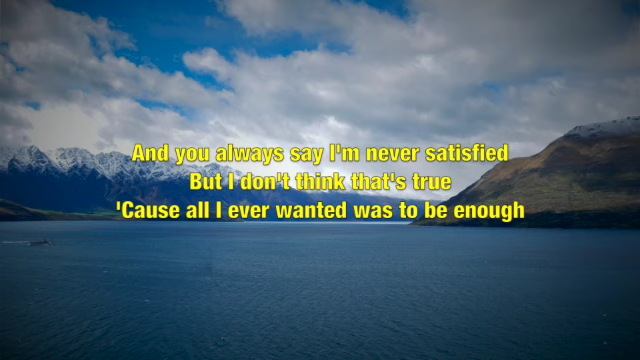 And you always say I'm never satisfied
But I don't think that's true
'Cause all I ever wanted was to be enough